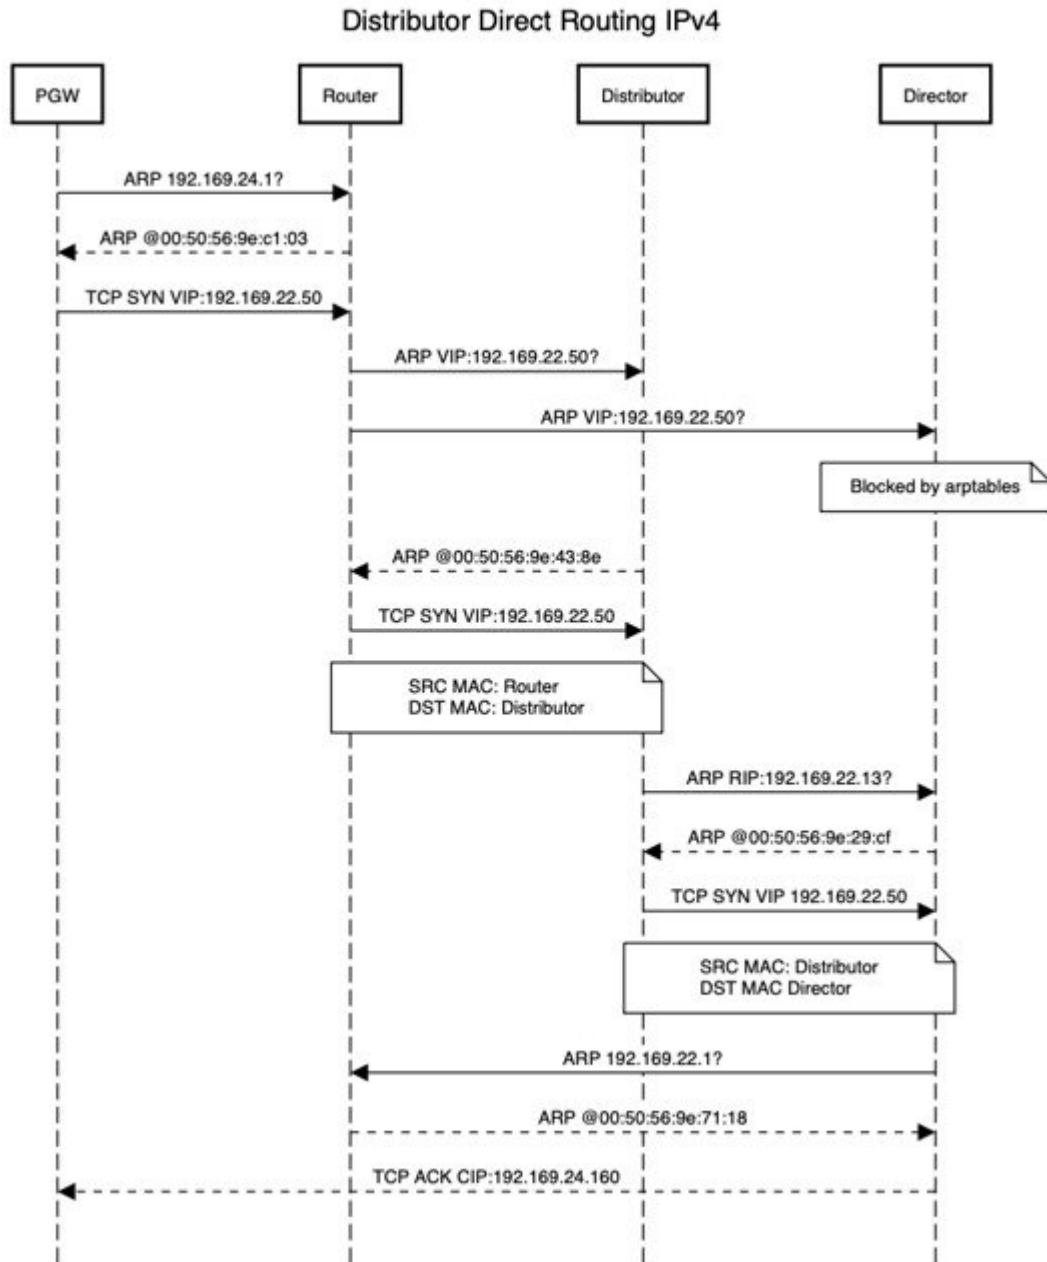 Distributor Direct Routing IPv4
PGW
Router
Distributor
Director
ARP 192.169.24.1?
ARP @00:50:56:9e:c1:03
TCP SYN VIP:192.169.22.50
ARP VIP:192.169.22.50?
ARP VIP:192.169.22.50?
Blocked by arptables
ARP @00:50:56:9e:43:8e
TCP SYN VIP:192.169.22.50
SRC MAC: Router
DST MAC: Distributor
ARP RIP:192.169.22.13?
ARP @00:50:56:9e:29:cf
TCP SYN VIP 192.169.22.50
SRC MAC: Distributor
DST MAC Director
ARP 192.169.22.1?
ARP @00:50:56:9e:71:18
TCP ACK CIP:192.169.24.160